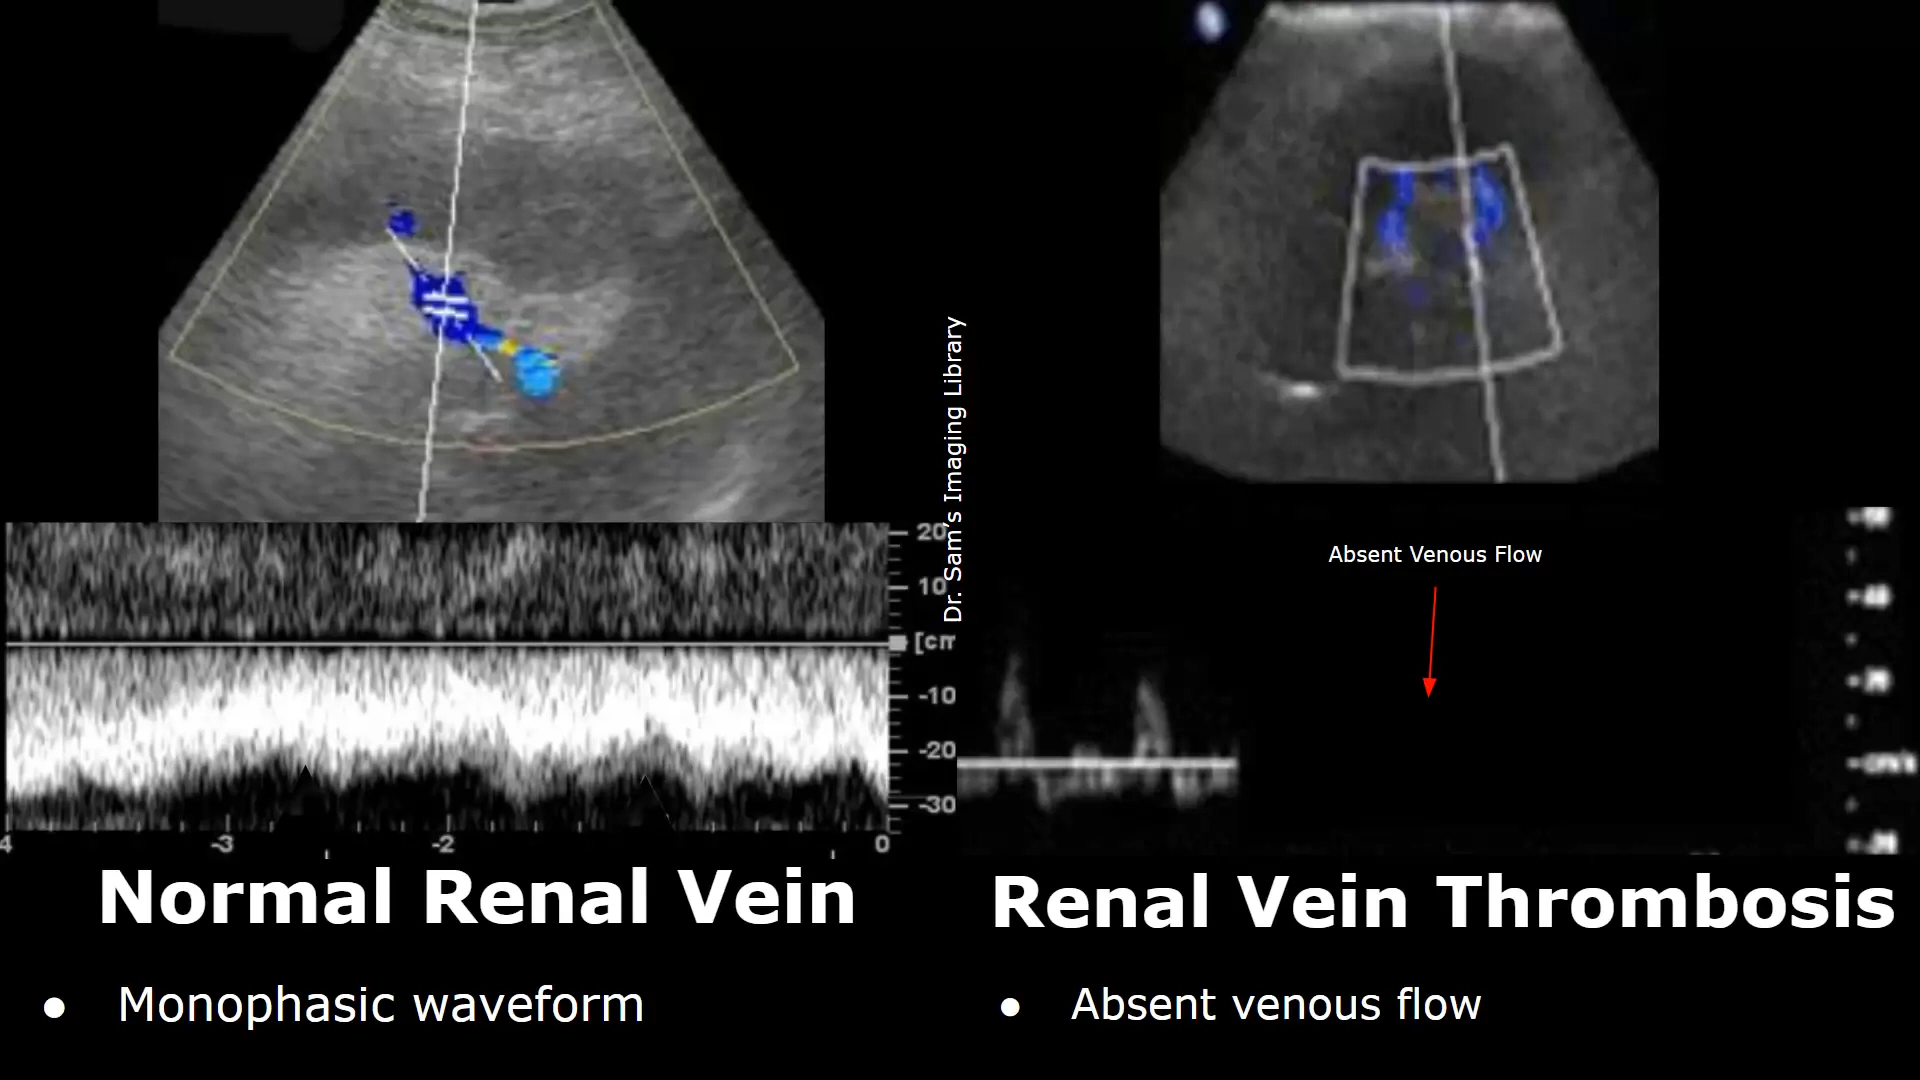 20
10
[cm
-10
-20
-30
4 -3 -2 0
Dr. Sam's Imaging Library
Absent Venous Flow
Normal Renal Vein
● Monophasic waveform
Renal Vein Thrombosis
● Absent venous flow